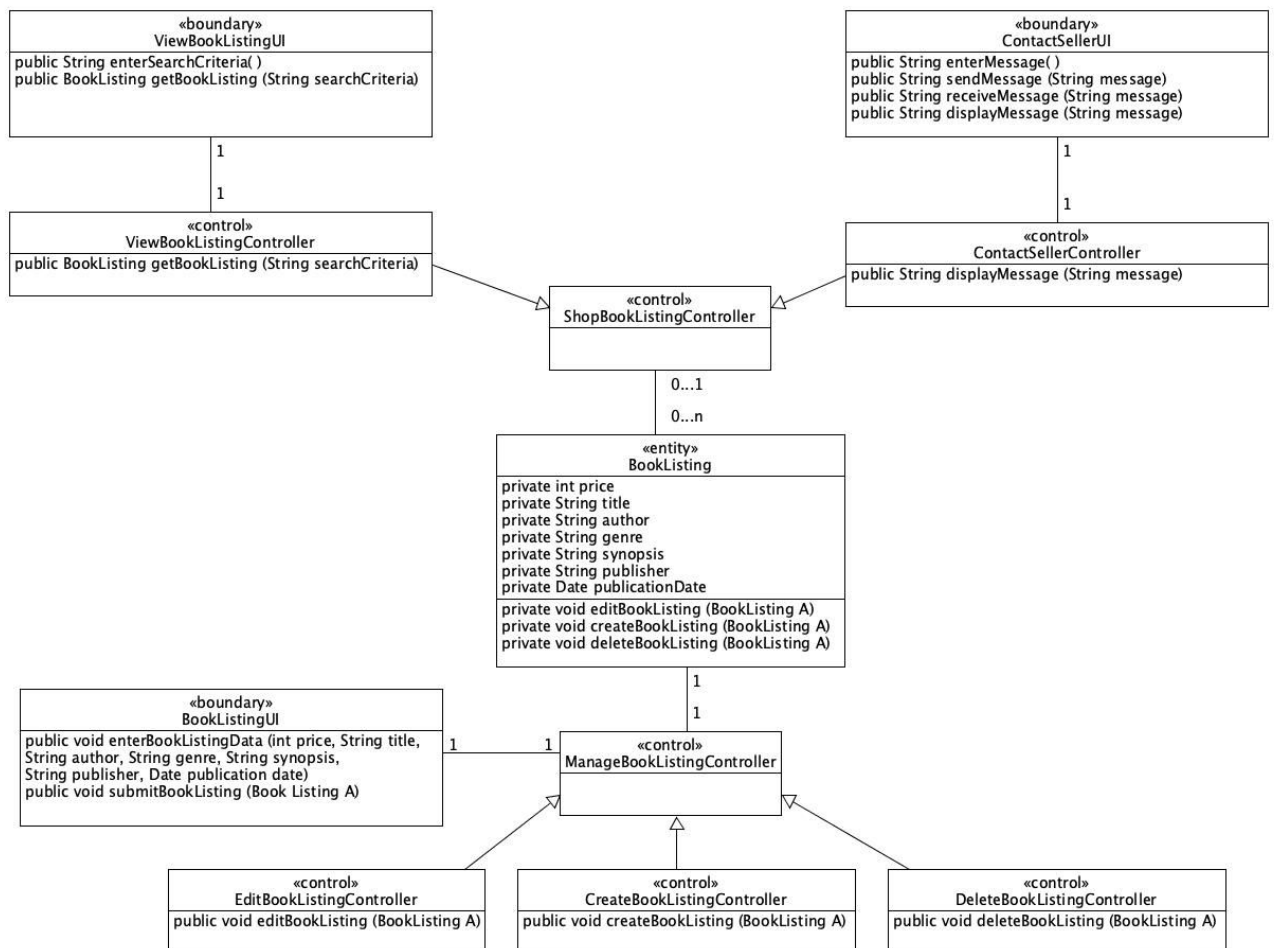 «boundary»
ViewBookListingUI
public String enterSearchCriteria( )
public BookListing getBookListing (String searchCriteria)
«boundary»
ContactSellerUI
public String enterMessage( )
public String sendMessage (String message)
public String receiveMessage (String message)
public String displayMessage (String message)
1
1
1
1
«control»
ViewBookListingController
public BookListing getBookListing (String searchCriteria)
«control»
ContactSellerController
public String displayMessage (String message)
«control»
ShopBookListingController
0...1
0...n
«entity»
BookListing
private int price
private String title
private String author
private String genre
private String synopsis
private String publisher
private Date publicationDate
private void editBookListing (BookListing A)
private void createBookListing (BookListing A)
private void deleteBookListing (BookListing A)
1
1
«boundary»
BookListingUI
public void enterBookListingData (int price, String title,
String author, String genre, String synopsis,
String publisher, Date publication date)
public void submitBookListing (Book Listing A)
1
1
«control»
ManageBookListingController
«control»
EditBookListingController
public void editBookListing (BookListing A)
«control»
CreateBookListingController
public void createBookListing (BookListing A)
«control»
DeleteBookListingController
public void deleteBookListing (BookListing A)